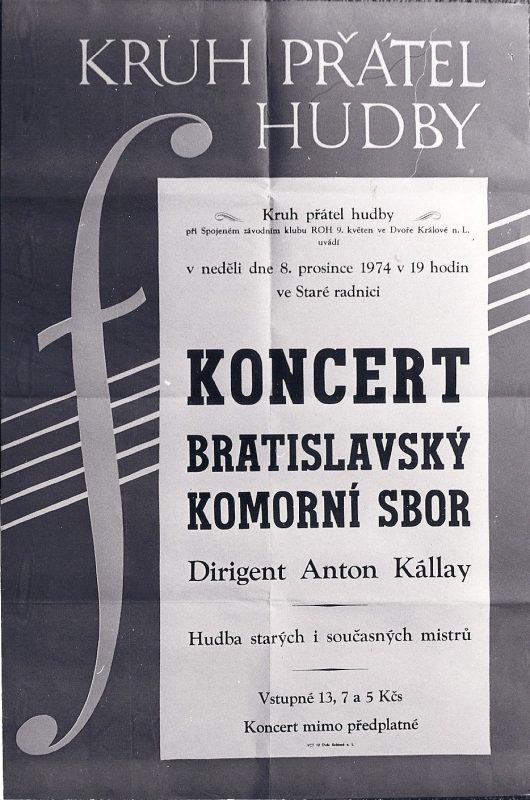 KRUH PŘÁTEL
HUDBY
Kruh přátel hudby
při Spojeném závodním klubu ROH 9. květen ve Dvoře Králové n. L.
uvádí
v neděli dne 8. prosince 1974 v 19 hodin
ve Staré radnici
KONCERT
BRATISLAVSKÝ
KOMORNÍ SBOR
Dirigent Anton Kállay
Hudba starých i současných mistrů
Vstupné 13, 7 a 5 Kčs
Koncert mimo předplatné